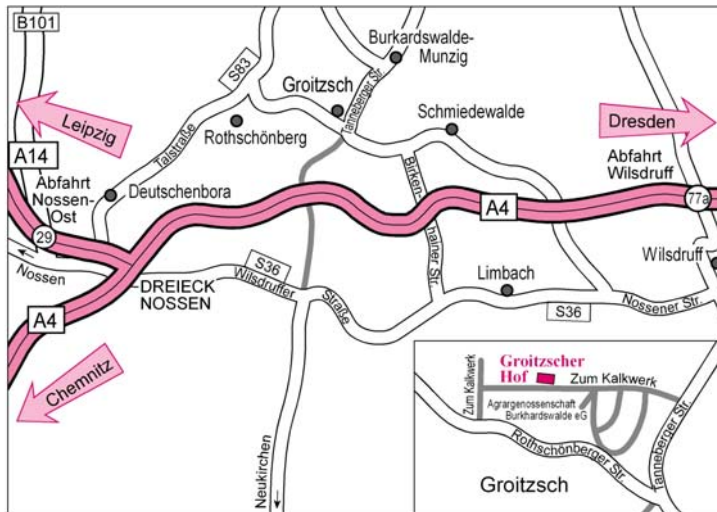 B101
Burkardswalde-
Munzig
S83
Groitzsch
Tanneberger Str.
Schmiedewalde
Leipzig
Rothschönberg
Dresden
Talstraße
A14
Abfahrt
Nossen-
Ost
Deutschenbora
Birken-
hainer Str.
A4
Abfahrt
Wilsdruff
77a
29
Nossen
DREIECK
NOSSEN
S36
Wilsdruffer
Straße
Limbach
Wilsdruff
S36
Nossener Str.
A4
Chemnitz
Neukirchen
Groitzscher
Hof
Zum Kalkwerk
Zum Kalkwerk
Agrargenossenschaft
Burkhardswalde eG
Rothschönberger Str.
Tanneberger Str.
Groitzsch